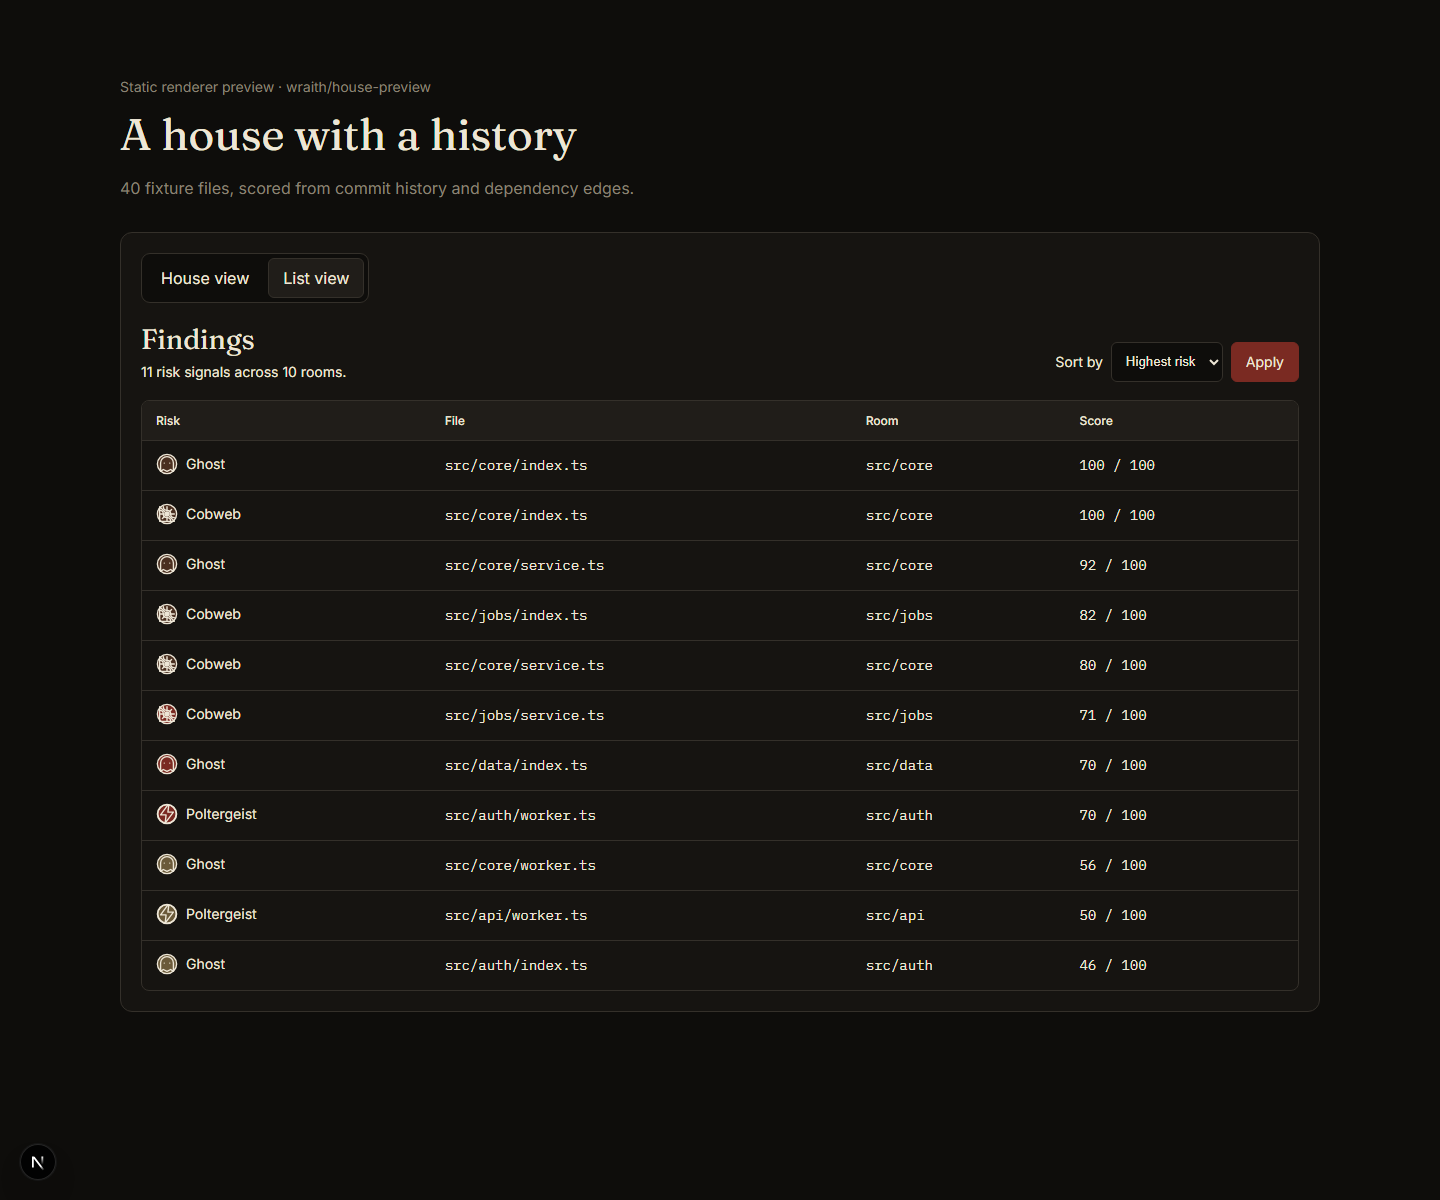 Static renderer preview · wraith/house-preview
A house with a history
40 fixture files, scored from commit history and dependency edges.
House view List view
Findings
11 risk signals across 10 rooms.
Sort by Highest risk Apply
Risk File Room Score
Ghost src/core/index.ts src/core 100 / 100
Cobweb src/core/index.ts src/core 100 / 100
Ghost src/core/service.ts src/core 92 / 100
Cobweb src/jobs/index.ts src/jobs 82 / 100
Cobweb src/core/service.ts src/core 80 / 100
Cobweb src/jobs/service.ts src/jobs 71 / 100
Ghost src/data/index.ts src/data 70 / 100
Poltergeist src/auth/worker.ts src/auth 70 / 100
Ghost src/core/worker.ts src/core 56 / 100
Poltergeist src/api/worker.ts src/api 50 / 100
Ghost src/auth/index.ts src/auth 46 / 100
N